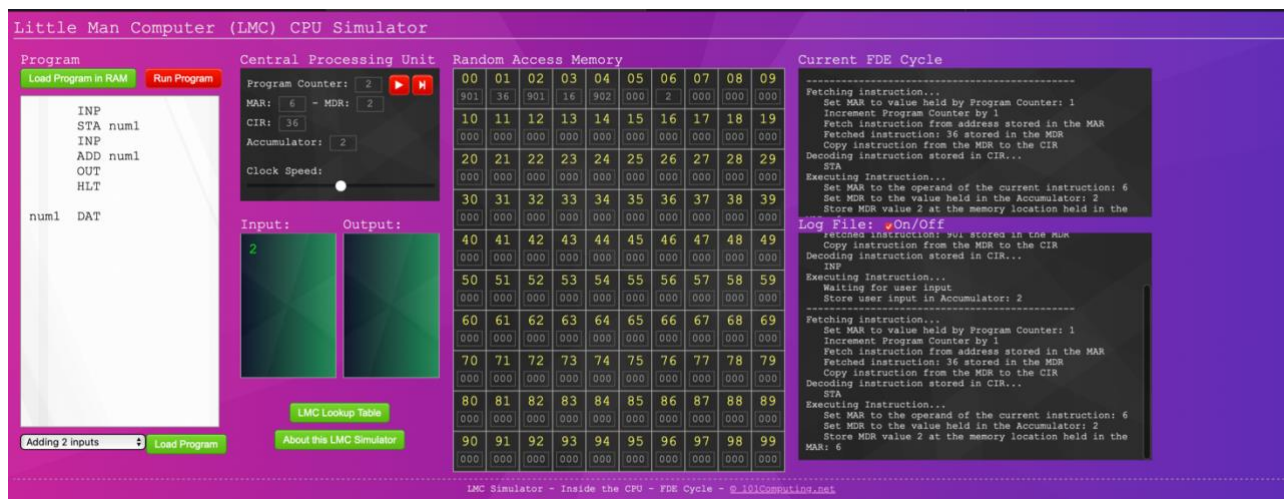 Little Man Computer (LMC) CPU Simulator
Program
Load Program in RAM Run Program
INP
STA num1
INP
ADD num1
OUT
HLT
num1 DAT
Adding 2 inputs Load Program
Central Processing Unit
Program Counter: 2
MAR: 6 - MDR: 2
CIR: 36
Accumulator: 2
Clock Speed:
Input: Output:
2
LMC Lookup Table
About this LMC Simulator
Random Access Memory
00 01 02 03 04 05 06 07 08 09
901 36 901 16 902 000 2 000 000 000
10 11 12 13 14 15 16 17 18 19
000 000 000 000 000 000 000 000 000 000
20 21 22 23 24 25 26 27 28 29
000 000 000 000 000 000 000 000 000 000
30 31 32 33 34 35 36 37 38 39
000 000 000 000 000 000 000 000 000 000
40 41 42 43 44 45 46 47 48 49
000 000 000 000 000 000 000 000 000 000
50 51 52 53 54 55 56 57 58 59
000 000 000 000 000 000 000 000 000 000
60 61 62 63 64 65 66 67 68 69
000 000 000 000 000 000 000 000 000 000
70 71 72 73 74 75 76 77 78 79
000 000 000 000 000 000 000 000 000 000
80 81 82 83 84 85 86 87 88 89
000 000 000 000 000 000 000 000 000 000
90 91 92 93 94 95 96 97 98 99
000 000 000 000 000 000 000 000 000 000
Current FDE Cycle
Fetching instruction...
Set MAR to value held by Program Counter: 1
Increment Program Counter by 1
Fetch instruction from address stored in the MAR
Fetched instruction: 36 stored in the MDR
Copy instruction from the MDR to the CIR
Decoding instruction stored in CIR...
STA
Executing Instruction...
Set MAR to the operand of the current instruction: 6
Set MDR to the value held in the Accumulator: 2
Store MDR value 2 at the memory location held in the
Log File: On/Off
Fetched instruction: 901 stored in the MDR
Copy instruction from the MDR to the CIR
Decoding instruction stored in CIR...
INP
Executing Instruction...
Waiting for user input
Store user input in Accumulator: 2
Fetching instruction...
Set MAR to value held by Program Counter: 1
Increment Program Counter by 1
Fetch instruction from address stored in the MAR
Fetched instruction: 36 stored in the MDR
Copy instruction from the MDR to the CIR
Decoding instruction stored in CIR...
STA
Executing Instruction...
Set MAR to the operand of the current instruction: 6
Set MDR to the value held in the Accumulator: 2
Store MDR value 2 at the memory location held in the
MAR: 6
LMC Simulator - Inside the CPU - FDE Cycle - © 101Computing.net